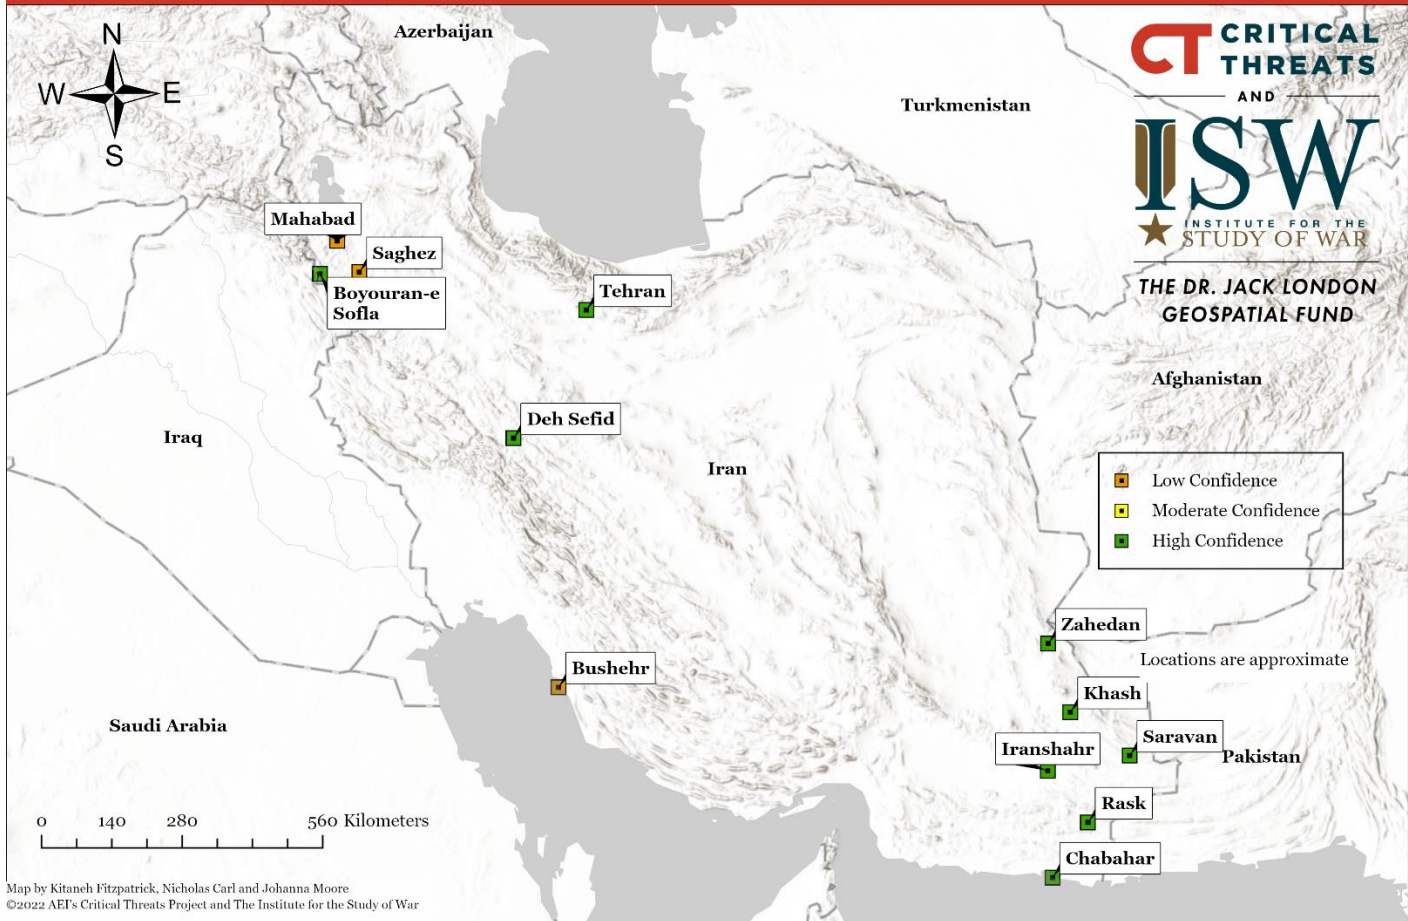 N
W
E
S
Azerbaijan
Turkmenistan
CT CRITICAL
THREATS
AND
ISW
INSTITUTE FOR THE
STUDY OF WAR
THE DR. JACK LONDON
GEOSPATIAL FUND
Mahabad
Saghez
Boyouran-e
Sofla
Tehran
Afghanistan
Deh Sefid
Iraq
Iran
Low Confidence
Moderate Confidence
High Confidence
Zahedan
Locations are approximate
Bushehr
Khash
Saudi Arabia
Iranshahr
Saravan
Pakistan
Rask
Chabahar
0 140 280 560 Kilometers
Map by Kitaneh Fitzpatrick, Nicholas Carl and Johanna Moore
©2022 AEI's Critical Threats Project and The Institute for the Study of War